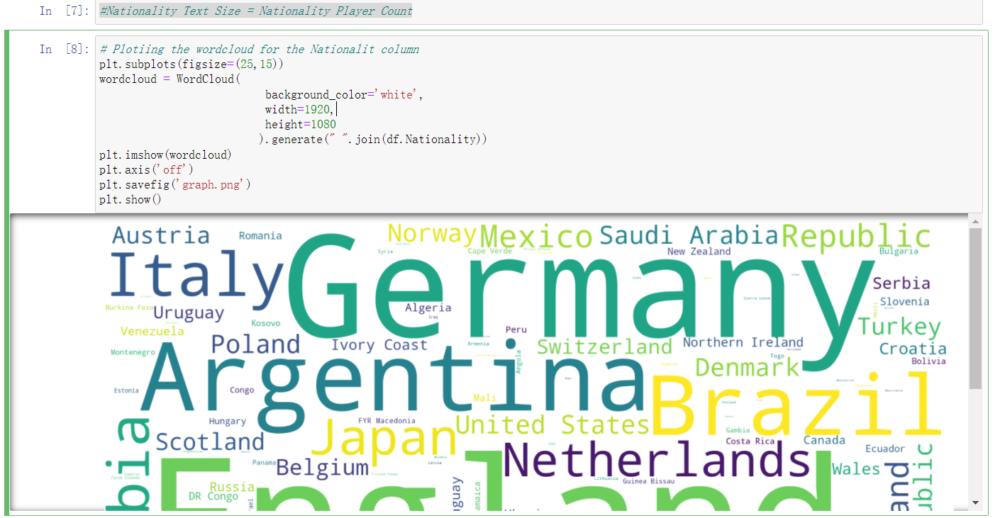 In [7]: #Nationality Text Size = Nationality Player Count
In [8]: # Plotiing the wordcloud for the Nationalit column
plt.subplots(figsize=(25,15))
wordcloud = WordCloud(
background_color='white',
width=1920,
height=1080
).generate(" ".join(df.Nationality))
plt.imshow(wordcloud)
plt.axis('off')
plt.savefig('graph.png')
plt.show()
Austria
Romania
Norway
Mexico
Saudi Arabia
Republic
Syria
Cape Verde
New Zealand
Bulgaria
Italy
Germany
Serbia
Slovenia
Burkina Faso
Uruguay
Algeria
Iraq
Sierra Leone
Haiti
Kosovo
Venezuela
Peru
Turkey
Montenegro
Poland
Ivory Coast
Armenia
Switzerland
Northern Ireland
Croatia
Angola
Togo
Bolivia
Argentina
Cyprus
Denmark
Estonia
Congo
Mali
Brazil
Hungary
FYR Macedonia
United States
Gambia
Scotland
Japan
Costa Rica
Canada
Ecuador
Panama
Belgium
Latvia
Netherlands
Wales
bia
Faroe Islands
Lithuania
Guinea Bissau
Russia
DR Congo
England
guay
amaica
and
ublic